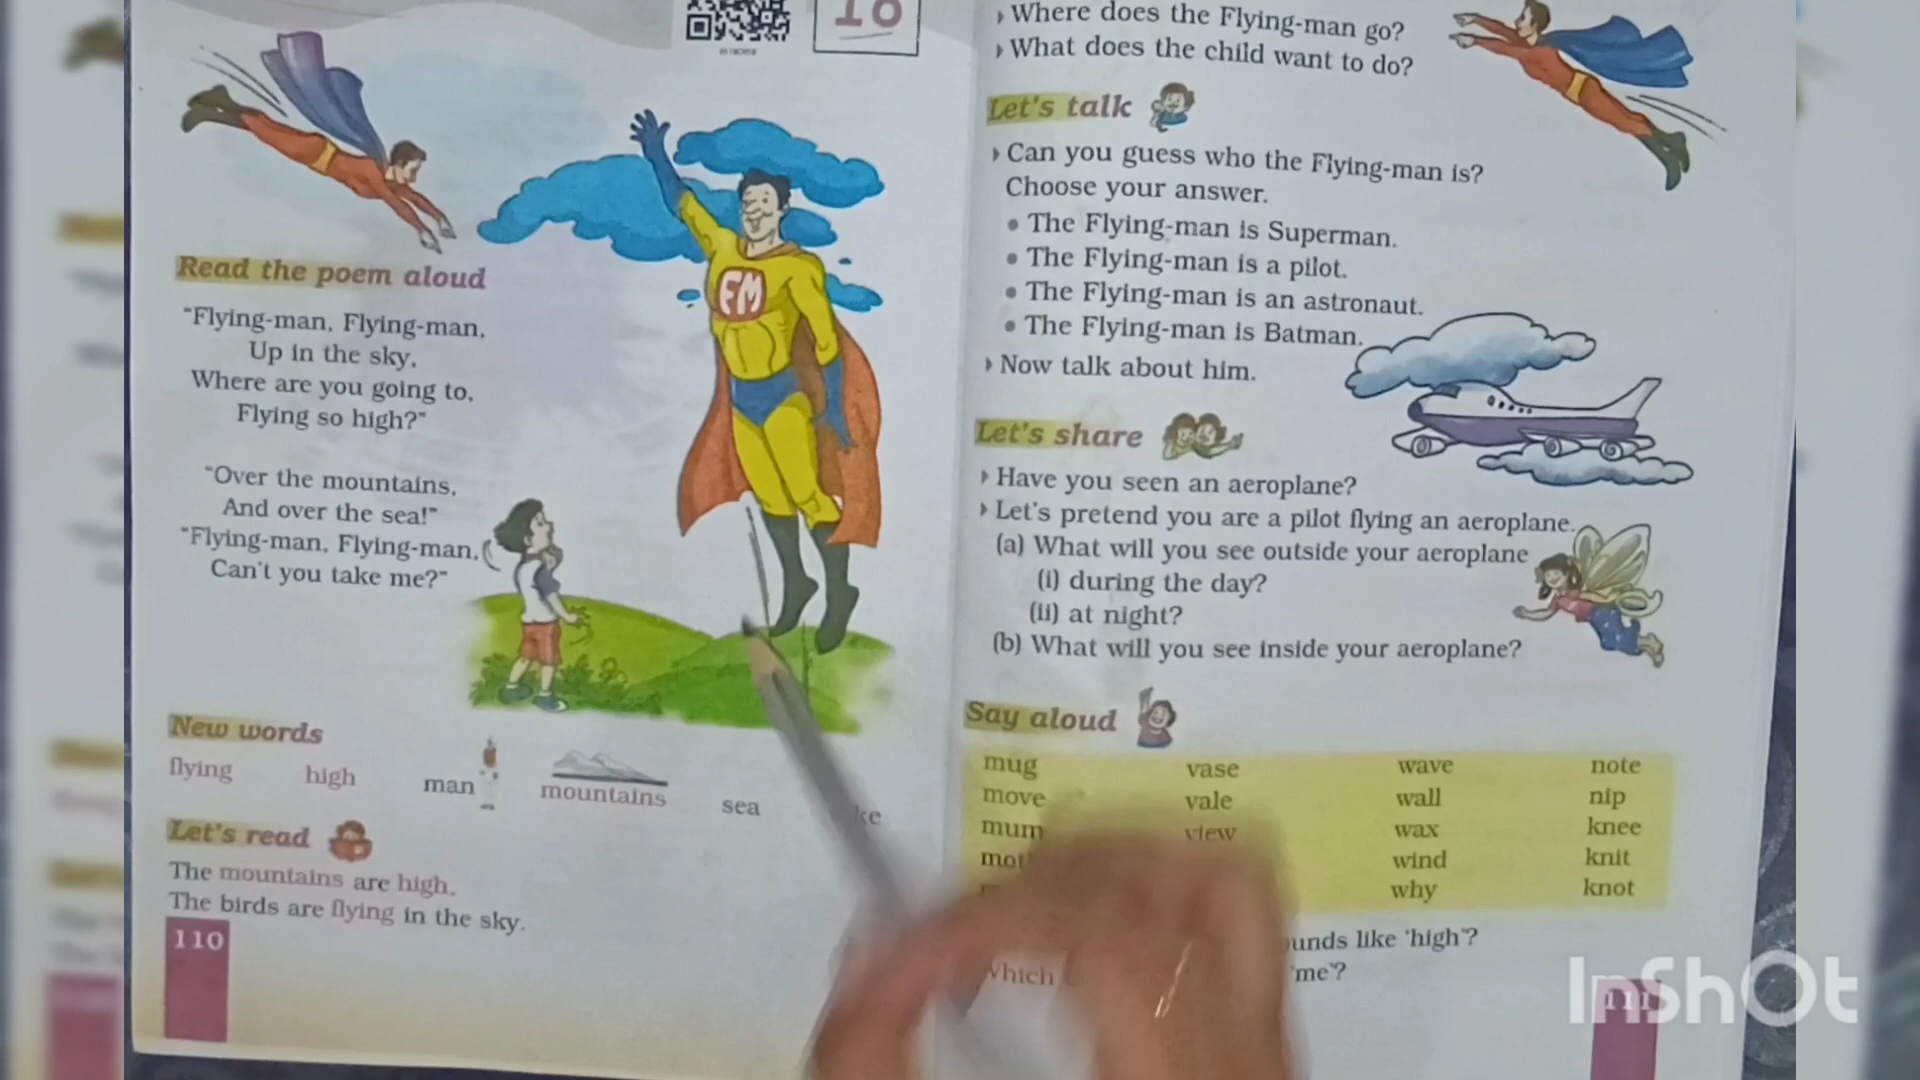 18
Read the poem aloud
"Flying-man, Flying-man,
Up in the sky,
Where are you going to,
Flying so high?"
"Over the mountains,
And over the sea!"
"Flying-man, Flying-man,
Can't you take me?"
FM
New words
flying high man mountains sea
Let's read
The mountains are high.
The birds are flying in the sky.
110
Where does the Flying-man go?
What does the child want to do?
Let's talk
Can you guess who the Flying-man is?
Choose your answer.
• The Flying-man is Superman.
• The Flying-man is a pilot.
• The Flying-man is an astronaut.
• The Flying-man is Batman.
Now talk about him.
Let's share
Have you seen an aeroplane?
Let's pretend you are a pilot flying an aeroplane.
(a) What will you see outside your aeroplane
(i) during the day?
(ii) at night?
(b) What will you see inside your aeroplane?
Say aloud
mug vase wave note
move vale wall nip
mum view wax knee
wind knit
why knot
like 'high'?
Which 'me'?
111
InShOt